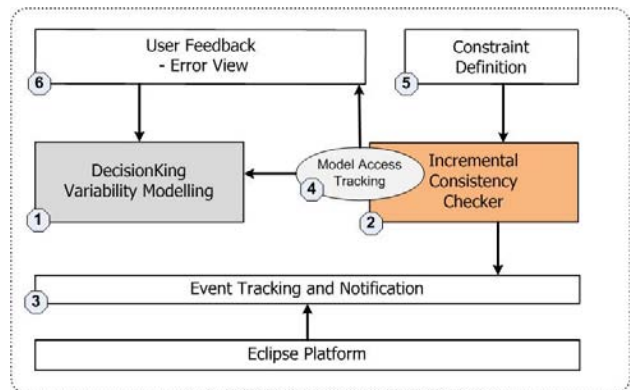 User Feedback
- Error View
6
Constraint
Definition
5
DecisionKing
Variability Modelling
1
Model Access
Tracking
4
Incremental
Consistency
Checker
2
Event Tracking and Notification
3
Eclipse Platform